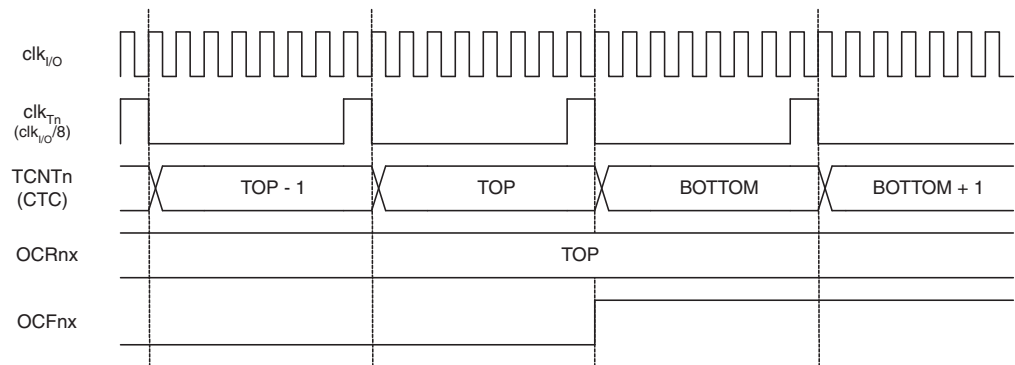 clkI/O
clkTn
(clkI/O/8)
TCNTn
(CTC)
TOP - 1
TOP
BOTTOM
BOTTOM + 1
OCRnx
TOP
OCFnx